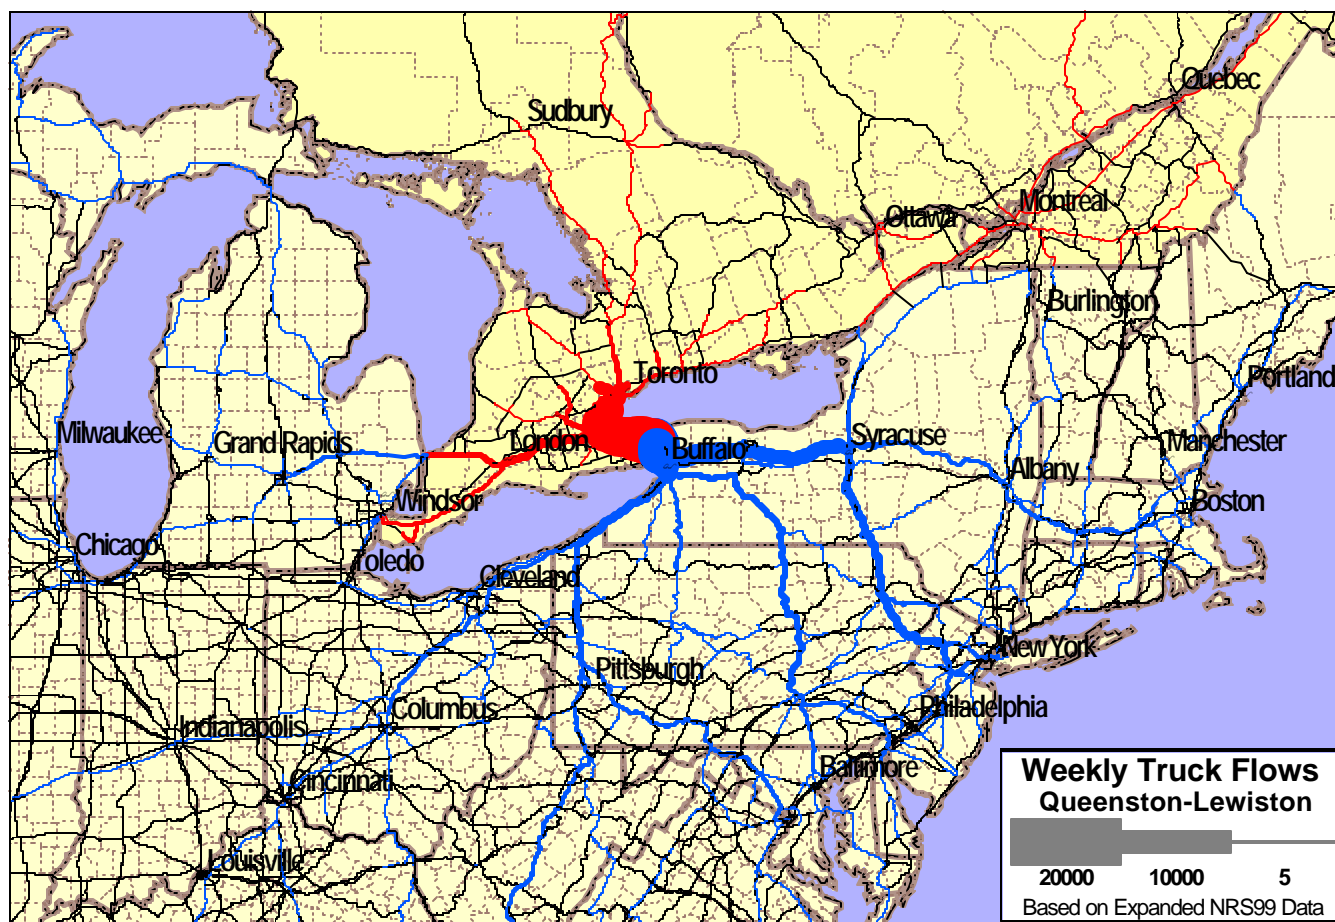 Quebec
Sudbury
Montreal
Ottawa
Burlington
Toronto
Portland
Milwaukee
Grand Rapids
London
Buffalo
Syracuse
Manchester
Albany
Windsor
Boston
Chicago
Toledo
Cleveland
New York
Pittsburgh
Columbus
Philadelphia
Indianapolis
Baltimore
Cincinnati
Louisville
Weekly Truck Flows
Queenston-Lewiston
20000 10000 5
Based on Expanded NRS99 Data